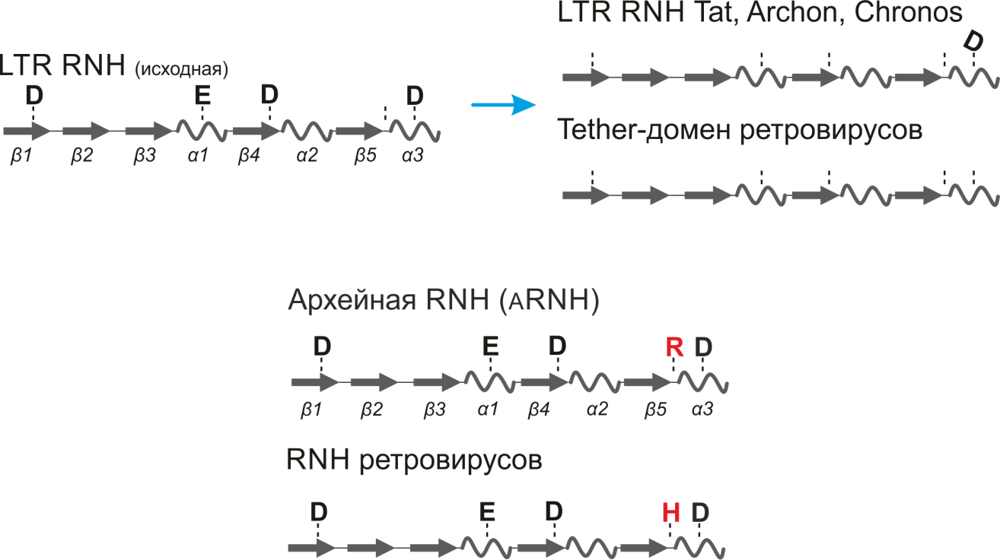 LTR RNH (исходная)
D E D D
β1 β2 β3 α1 β4 α2 β5 α3
LTR RNH Tat, Archon, Chronos
D
Tether-домен ретровирусов
Архейная RNH (ARNH)
D E D R D
β1 β2 β3 α1 β4 α2 β5 α3
RNH ретровирусов
D E D H D